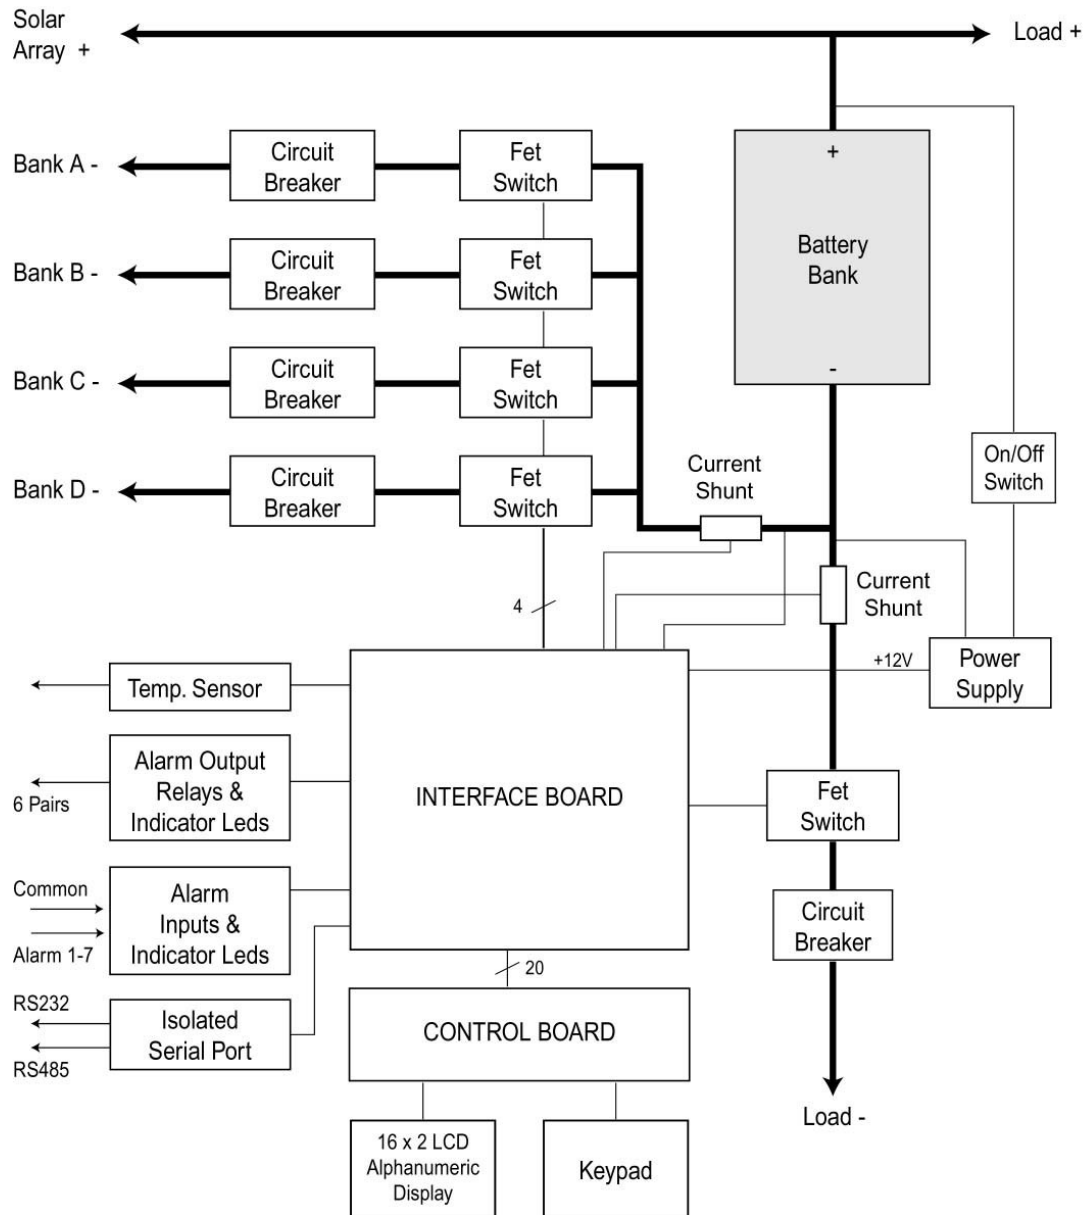 Solar
Array +
Load +
Bank A -
Circuit
Breaker
Fet
Switch
+
Battery
Bank
-
Bank B -
Circuit
Breaker
Fet
Switch
Bank C -
Circuit
Breaker
Fet
Switch
Bank D -
Circuit
Breaker
Fet
Switch
Current
Shunt
On/Off
Switch
Current
Shunt
4
+12V
Power
Supply
Temp. Sensor
6 Pairs
Alarm Output
Relays &
Indicator Leds
INTERFACE BOARD
Fet
Switch
Common
Alarm 1-7
Alarm
Inputs &
Indicator Leds
Circuit
Breaker
20
RS232
RS485
Isolated
Serial Port
CONTROL BOARD
Load -
16 x 2 LCD
Alphanumeric
Display
Keypad